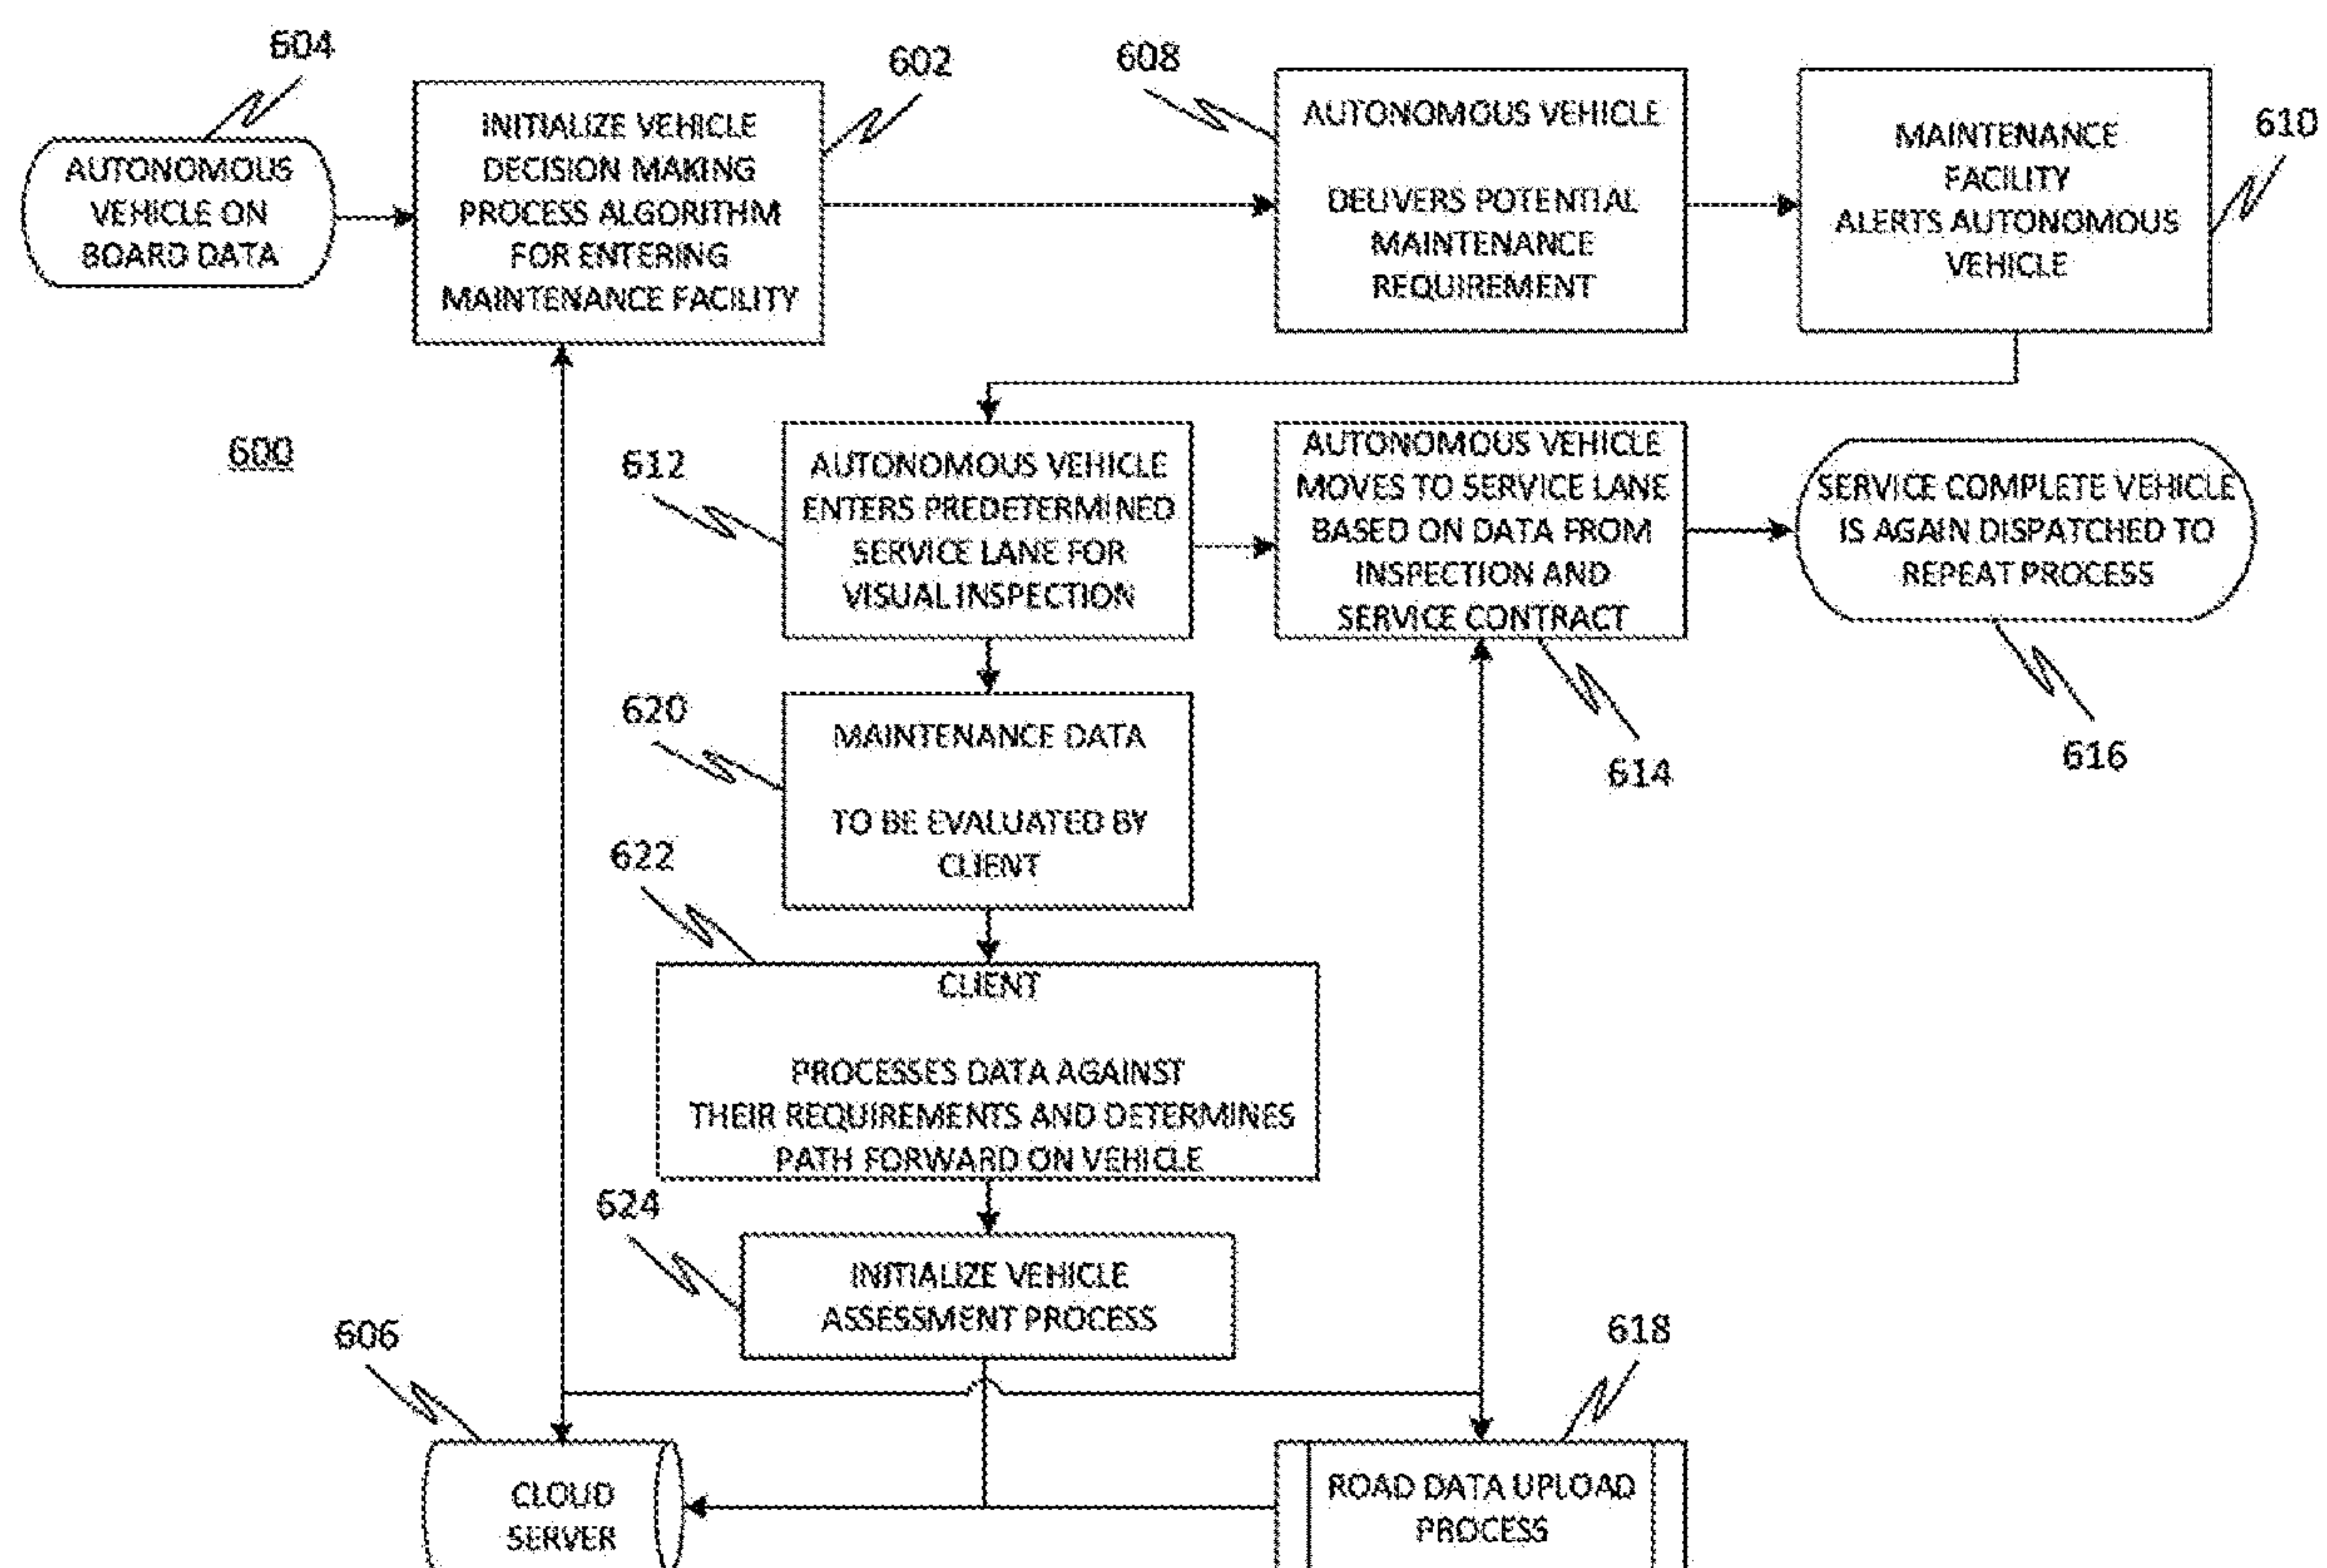 604
602
608
610
AUTONOMOUS
VEHICLE ON
BOARD DATA
INITIALIZE VEHICLE
DECISION MAKING
PROCESS ALGORITHM
FOR ENTERING
MAINTENANCE FACILITY
AUTONOMOUS VEHICLE
DELIVERS POTENTIAL
MAINTENANCE
REQUIREMENT
MAINTENANCE
FACILITY
ALERTS AUTONOMOUS
VEHICLE
600
612
AUTONOMOUS VEHICLE
ENTERS PREDETERMINED
SERVICE LANE FOR
VISUAL INSPECTION
AUTONOMOUS VEHICLE
MOVES TO SERVICE LANE
BASED ON DATA FROM
INSPECTION AND
SERVICE CONTRACT
SERVICE COMPLETE VEHICLE
IS AGAIN DISPATCHED TO
REPEAT PROCESS
614
616
620
MAINTENANCE DATA
TO BE EVALUATED BY
CLIENT
622
CLIENT
PROCESSES DATA AGAINST
THEIR REQUIREMENTS AND DETERMINES
PATH FORWARD ON VEHICLE
624
INITIALIZE VEHICLE
ASSESSMENT PROCESS
606
618
CLOUD
SERVER
ROAD DATA UPLOAD
PROCESS